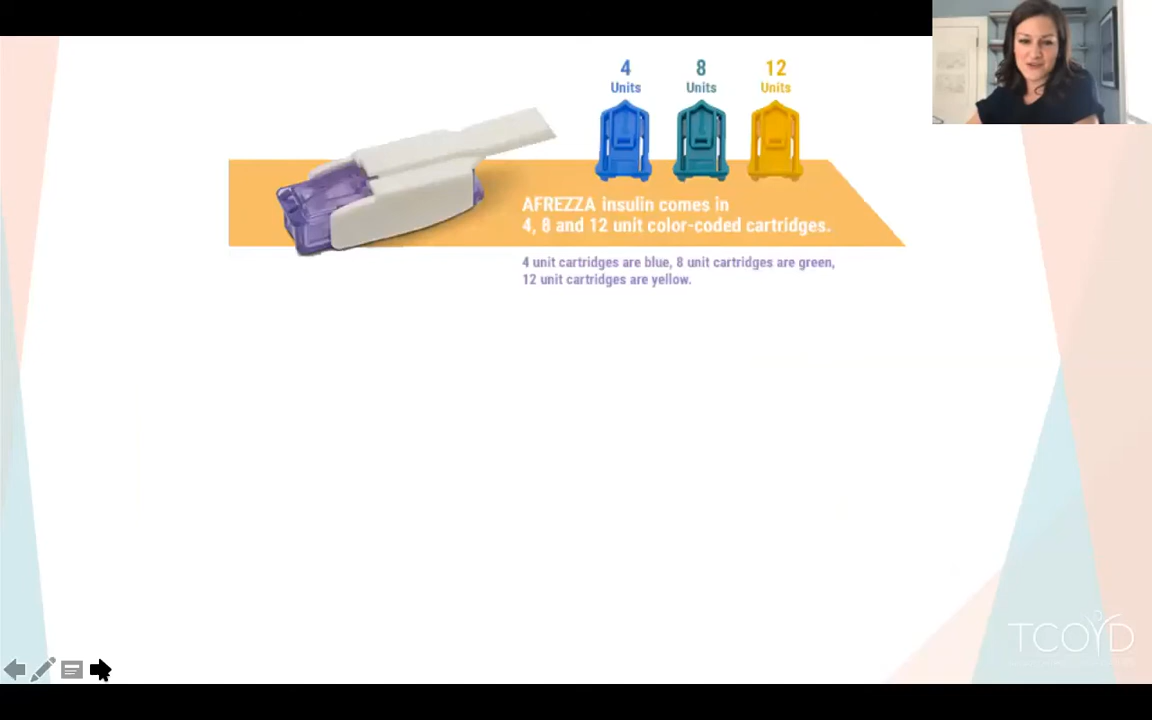 4
Units
8
Units
12
Units
AFREZZA insulin comes in
4, 8 and 12 unit color-coded cartridges.
4 unit cartridges are blue, 8 unit cartridges are green,
12 unit cartridges are yellow.
TCOYD